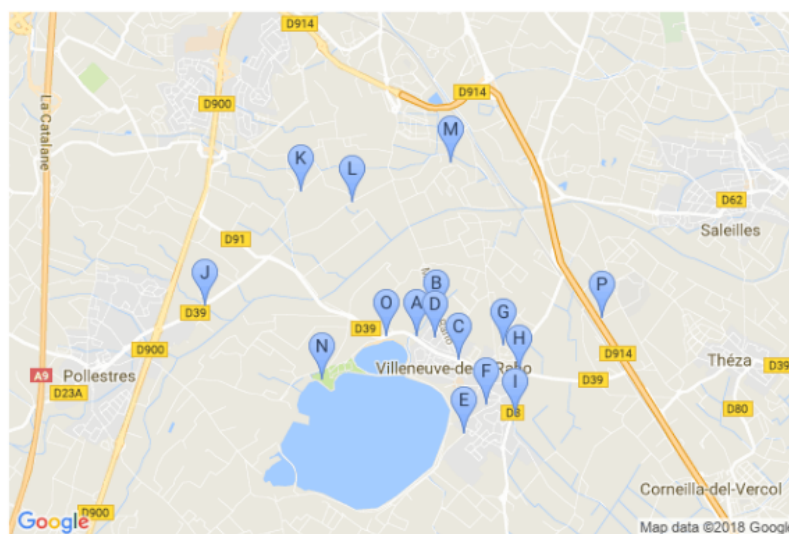 D914
D900
D914
La Catalane
M
K
L
D62
Saleilles
D91
J
B
P
O
A
D
G
D39
D39
C
H
D900
D914
N
Villeneuve-de
Raho
Théza
D39
A9
Pollestres
F
D39
D23A
I
E
D8
D80
Corneilla-del-Vercol
D900
Google
Map data ©2018 Google